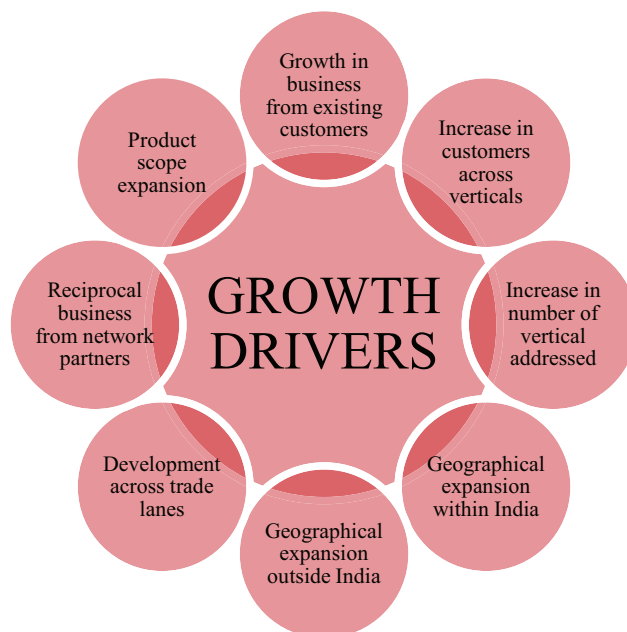 Growth in
business
from existing
customers
Increase in
customers
across
verticals
Increase in
number of
vertical
addressed
Geographical
expansion
within India
Geographical
expansion
outside India
Development
across trade
lanes
Reciprocal
business
from network
partners
Product
scope
expansion
GROWTH
DRIVERS